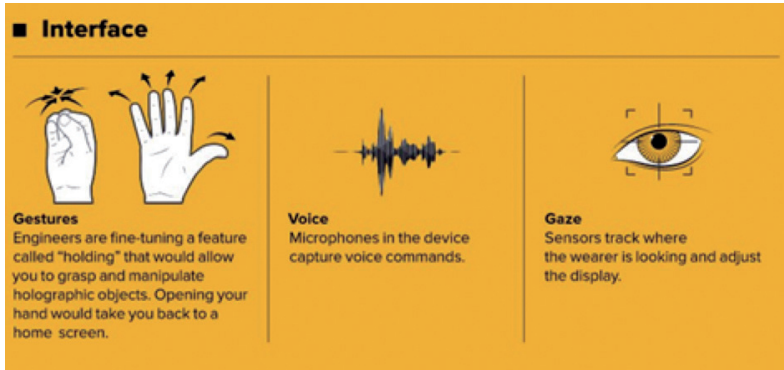 Interface
Gestures
Engineers are fine-tuning a feature
called “holding” that would allow
you to grasp and manipulate
holographic objects. Opening your
hand would take you back to a
home screen.
Voice
Microphones in the device
capture voice commands.
Gaze
Sensors track where
the wearer is looking and adjust
the display.